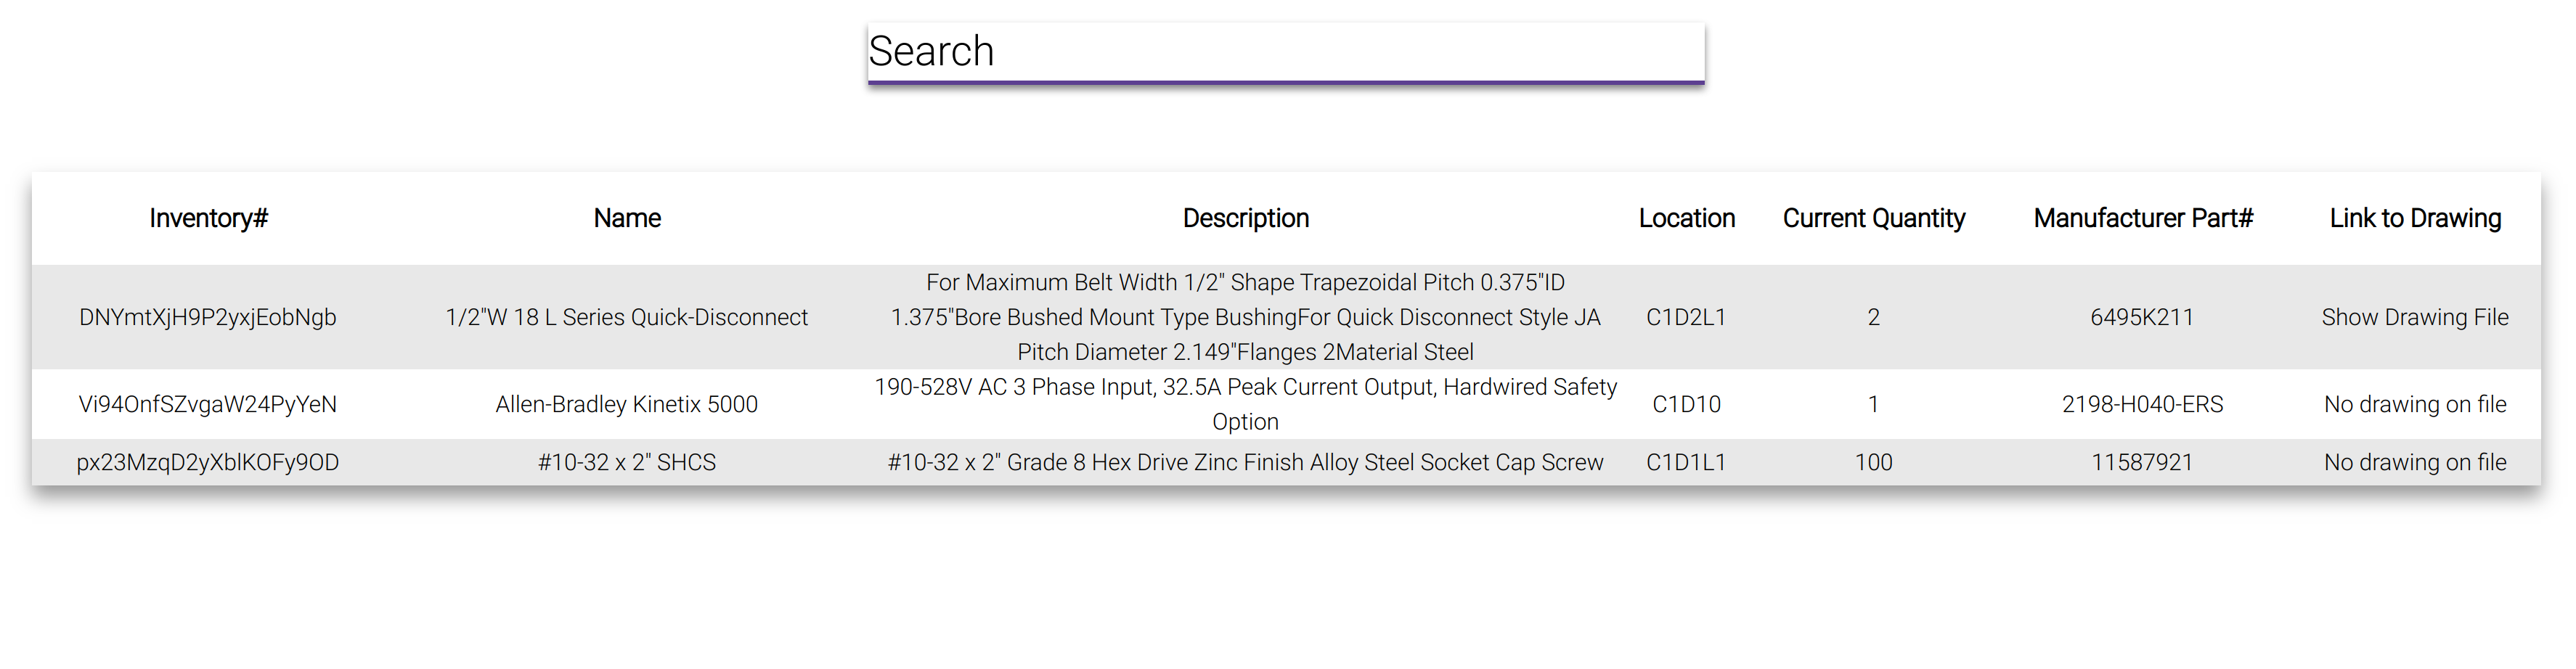 Search
Inventory# Name Description Location Current Quantity Manufacturer Part# Link to Drawing
For Maximum Belt Width 1/2" Shape Trapezoidal Pitch 0.375"ID
DNYmtXjH9P2yxjEobNgb 1/2"W 18 L Series Quick-Disconnect 1.375"Bore Bushed Mount Type BushingFor Quick Disconnect Style JA C1D2L1 2 6495K211 Show Drawing File
Pitch Diameter 2.149"Flanges 2Material Steel
190-528V AC 3 Phase Input, 32.5A Peak Current Output, Hardwired Safety
Vi94OnfSZvgaW24PyYeN Allen-Bradley Kinetix 5000 C1D10 1 2198-H040-ERS No drawing on file
Option
px23MzqD2yXblKOFy9OD #10-32 x 2" SHCS #10-32 x 2" Grade 8 Hex Drive Zinc Finish Alloy Steel Socket Cap Screw C1D1L1 100 11587921 No drawing on file